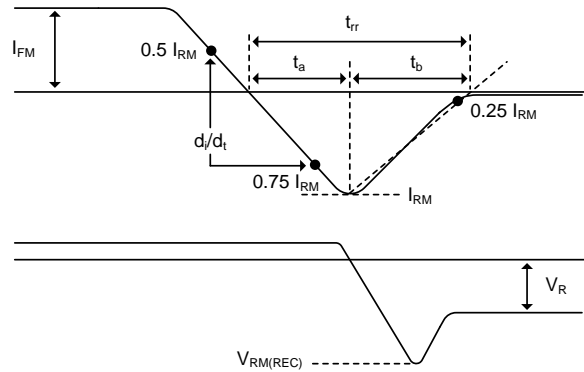 t_rr
I_FM
0.5 I_RM
t_a
t_b
0.25 I_RM
d_i/d_t
0.75 I_RM
I_RM
V_R
V_RM(REC)